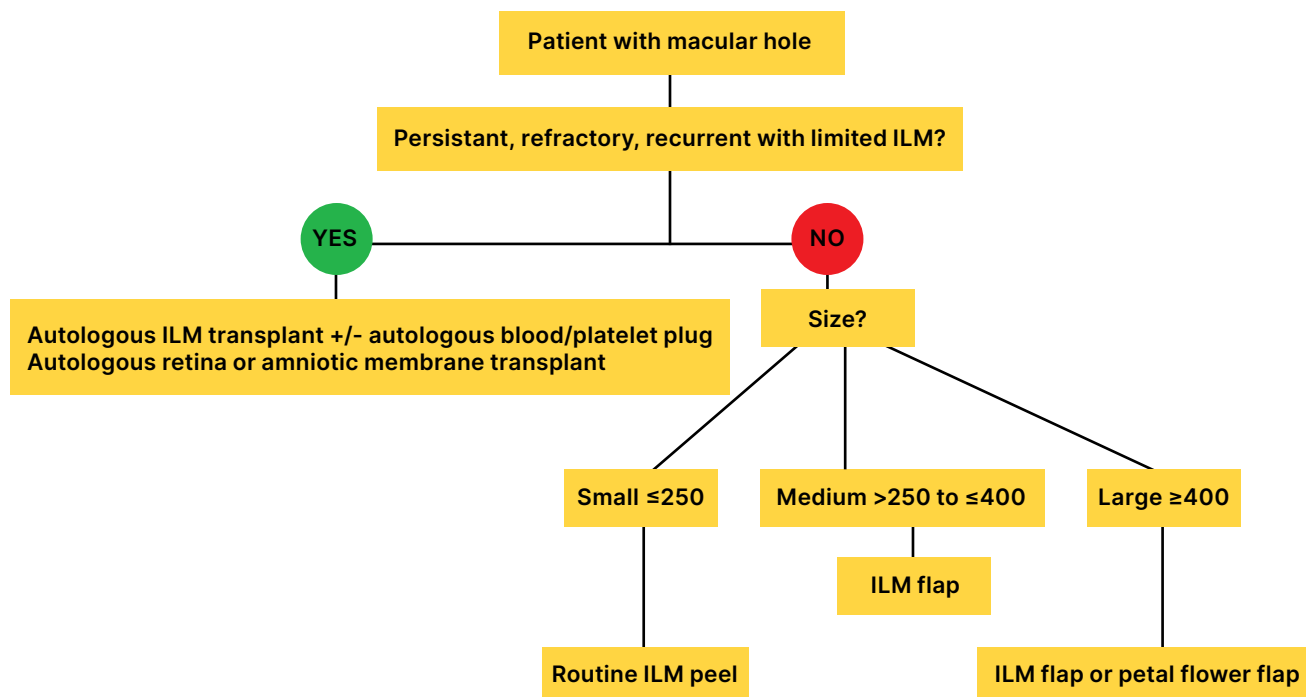 Patient with macular hole
Persistant, refractory, recurrent with limited ILM?
YES
NO
Autologous ILM transplant +/- autologous blood/platelet plug
Autologous retina or amniotic membrane transplant
Size?
Small ≤250
Medium >250 to ≤400
Large ≥400
ILM flap
Routine ILM peel
ILM flap or petal flower flap